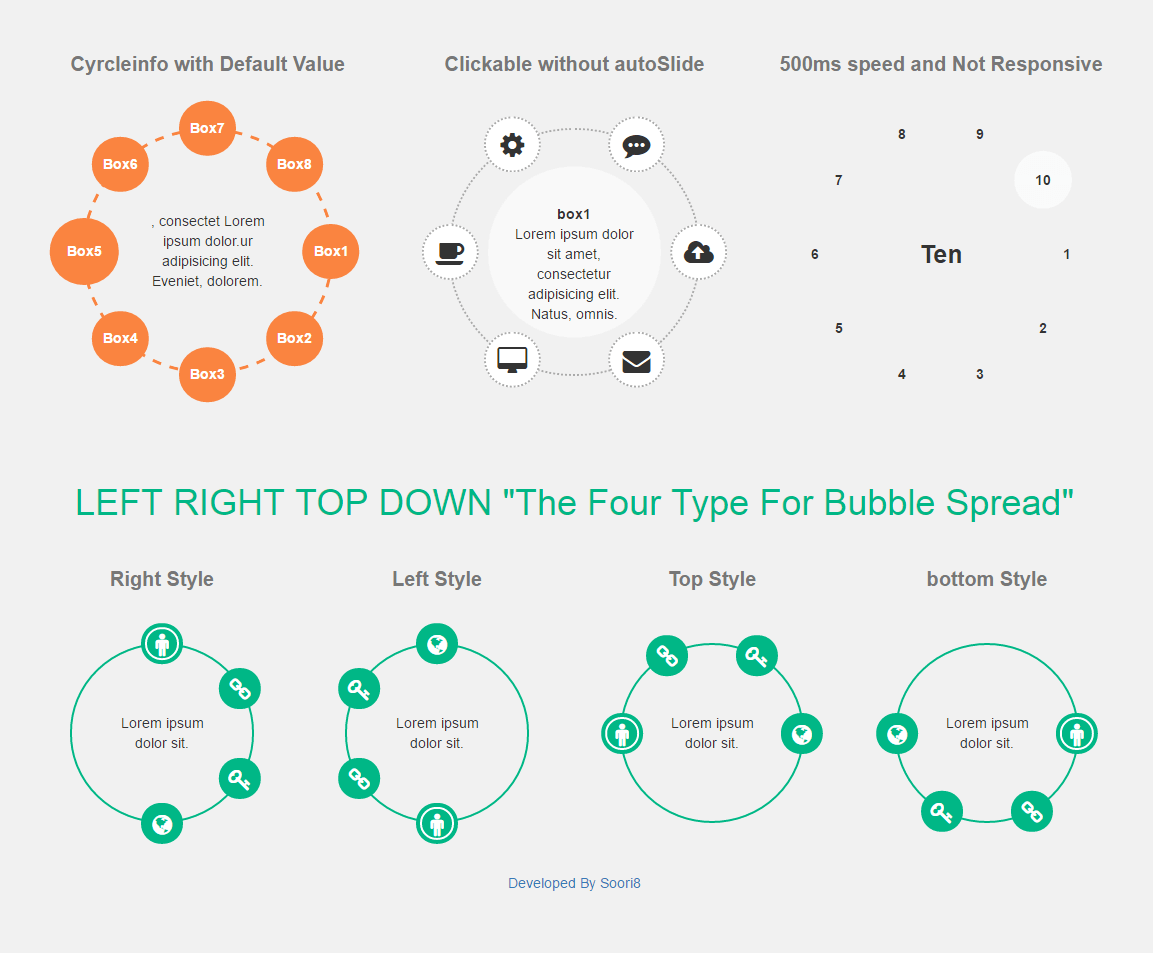 Cyrcleinfo with Default Value
Box7
Box6
Box8
, consectet Lorem
ipsum dolor.ur
adipisicing elit.
Eveniet, dolorem.
Box5
Box1
Box4
Box2
Box3
Clickable without autoSlide
box1
Lorem ipsum dolor
sit amet,
consectetur
adipisicing elit.
Natus, omnis.
500ms speed and Not Responsive
8
9
7
10
6
Ten
1
5
2
4
3
LEFT RIGHT TOP DOWN "The Four Type For Bubble Spread"
Right Style
Lorem ipsum
dolor sit.
Left Style
Lorem ipsum
dolor sit.
Top Style
Lorem ipsum
dolor sit.
bottom Style
Lorem ipsum
dolor sit.
Developed By Soori8